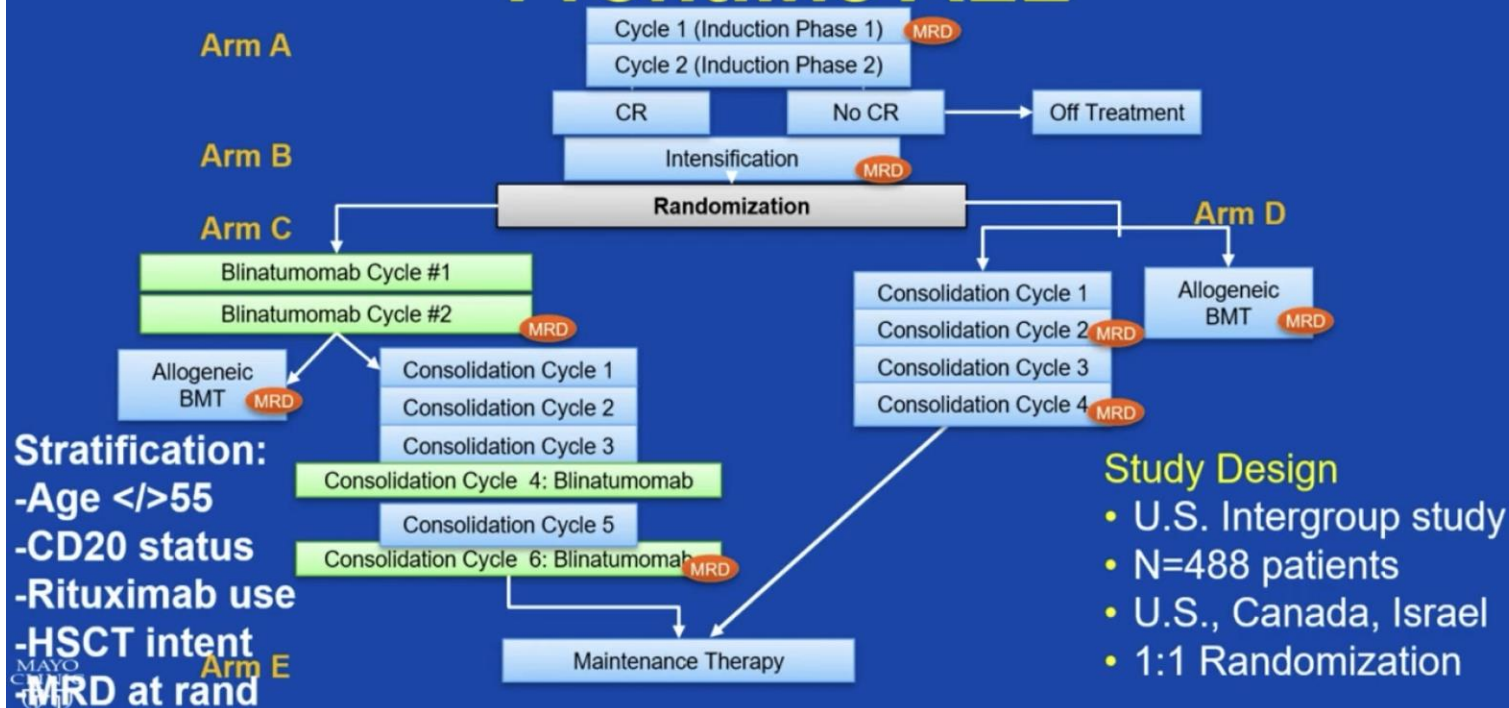 Arm A
Cycle 1 (Induction Phase 1)
MRD
Cycle 2 (Induction Phase 2)
CR
No CR
Off Treatment
Arm B
Intensification
MRD
Randomization
Arm C
Arm D
Blinatumomab Cycle #1
Blinatumomab Cycle #2
MRD
Allogeneic
BMT
MRD
Consolidation Cycle 1
Consolidation Cycle 2
Consolidation Cycle 3
Consolidation Cycle 4: Blinatumomab
Consolidation Cycle 5
Consolidation Cycle 6: Blinatumomab
MRD
Consolidation Cycle 1
Consolidation Cycle 2
MRD
Consolidation Cycle 3
Consolidation Cycle 4
MRD
Allogeneic
BMT
MRD
Stratification:
-Age </>55
-CD20 status
-Rituximab use
-HSCT intent
-MRD at rand
MAYO
Arm E
Maintenance Therapy
Study Design
• U.S. Intergroup study
• N=488 patients
• U.S., Canada, Israel
• 1:1 Randomization